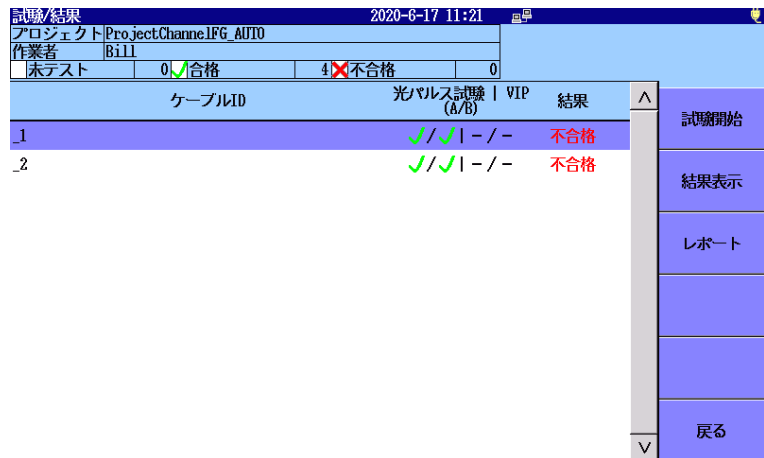 試験/結果 2020-6-17 11:21
プロジェクト ProjectChannelFG_AUTO
作業者 Bill
未テスト 0 合格 4 不合格 0
ケーブルID 光パルス試験 | VIP (A/B) 結果
_1 / | - / - 不合格
_2 / | - / - 不合格
試験開始
結果表示
レポート
戻る